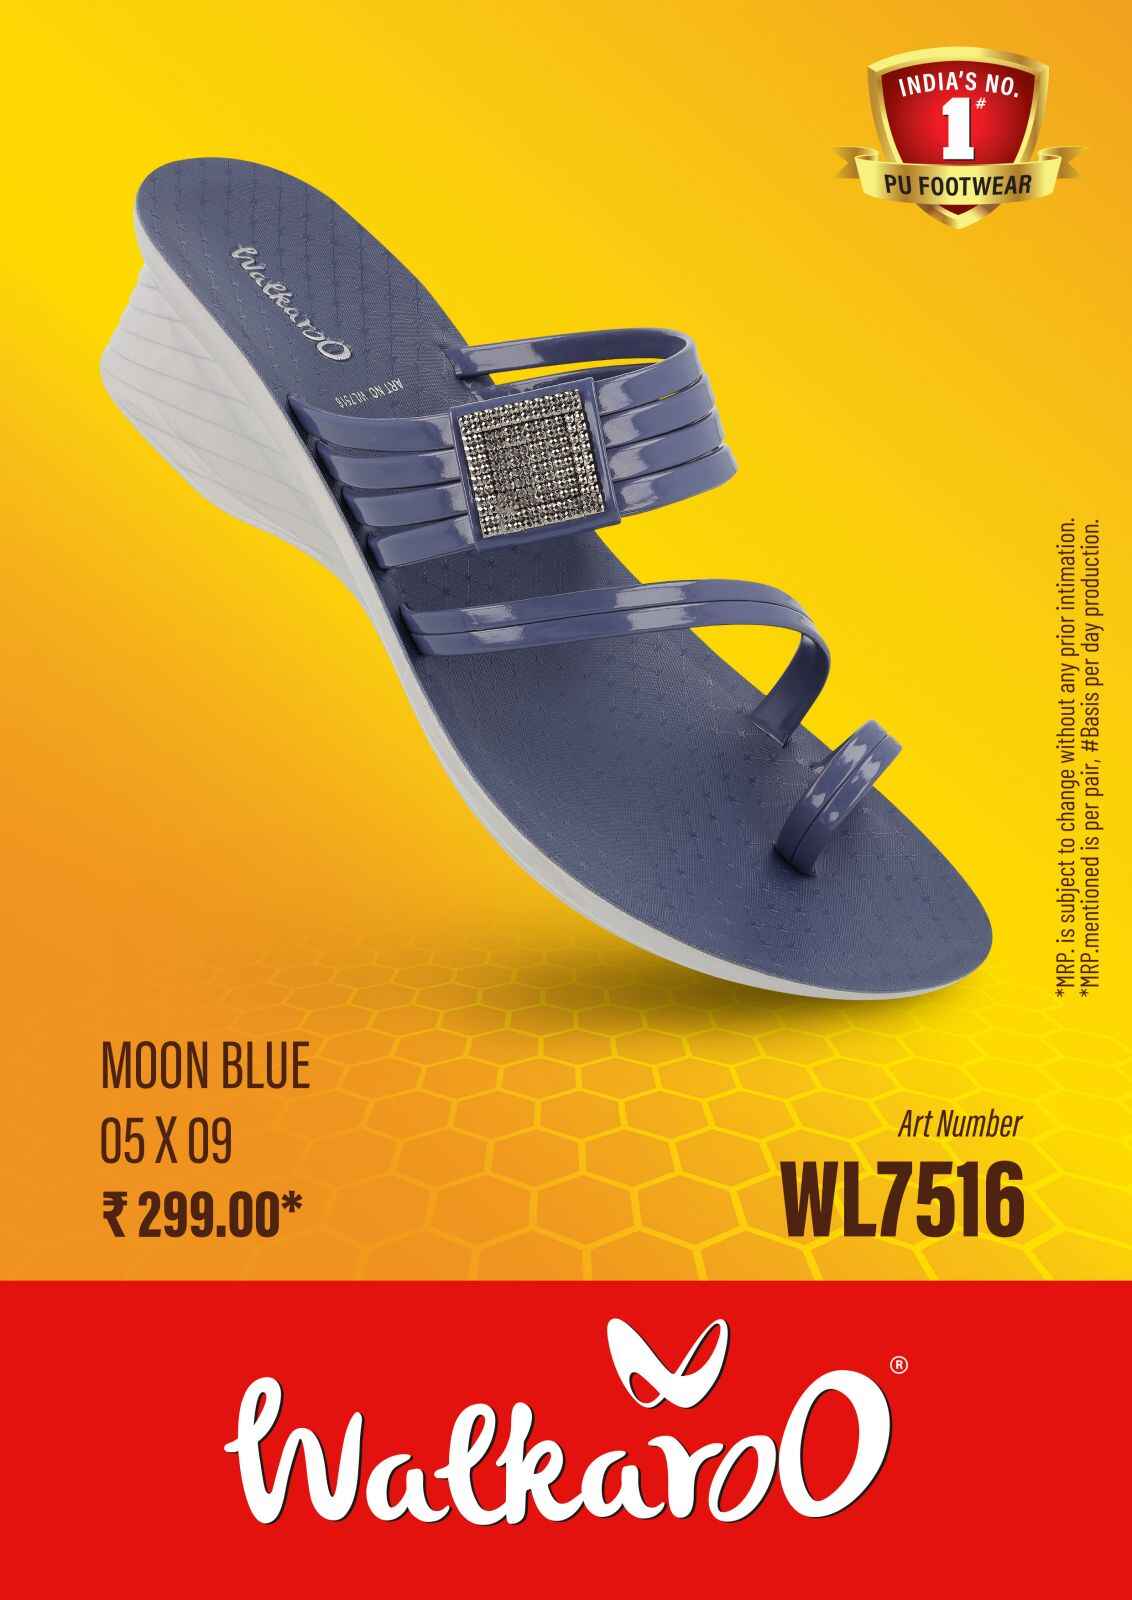 INDIA'S NO.
1#
PU FOOTWEAR
Walkaroo
ART NO. WL7516
*MRP. is subject to change without any prior intimation.
*MRP.mentioned is per pair, #Basis per day production.
MOON BLUE
05 X 09
₹ 299.00*
Art Number
WL7516
Walkaroo®